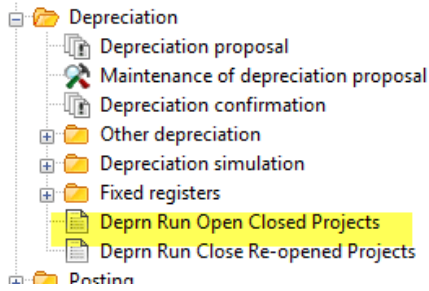 Depreciation
Depreciation proposal
Maintenance of depreciation proposal
Depreciation confirmation
Other depreciation
Depreciation simulation
Fixed registers
Deprn Run Open Closed Projects
Deprn Run Close Re-opened Projects
Posting